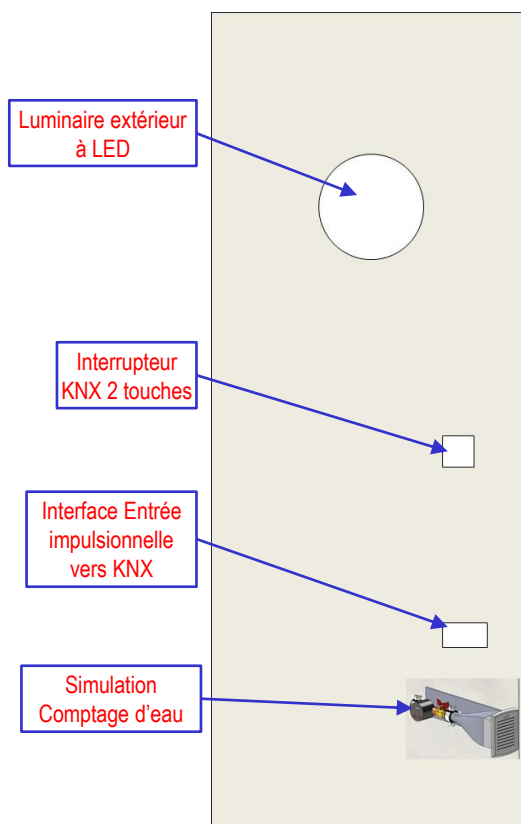 Luminaire extérieur
à LED
Interrupteur
KNX 2 touches
Interface Entrée
impulsionnelle
vers KNX
Simulation
Comptage d'eau